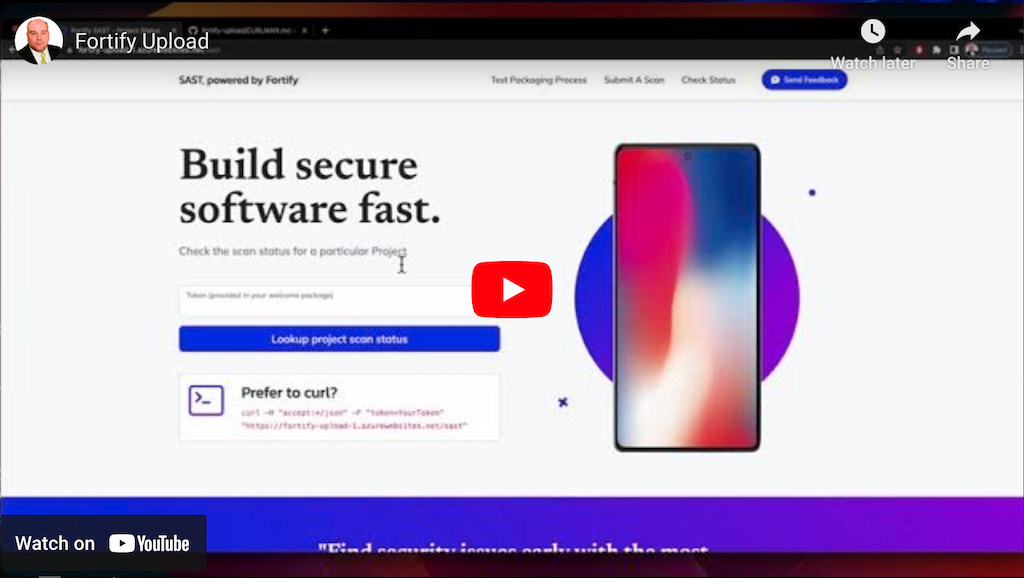 Fortify Upload
Watch later
Share
SAST, powered by Fortify
Test Packaging Process
Submit A Scan
Check Status
Send Feedback
Build secure
software fast.
Check the scan status for a particular Project
Token (provided in your welcome package)
Lookup project scan status
Prefer to curl?
curl -H "accept:*/json" -F "token=YourToken"
"https://fortify-upload-1.azurewebsites.net/sast"
"Find security issues early with the most
Watch on YouTube